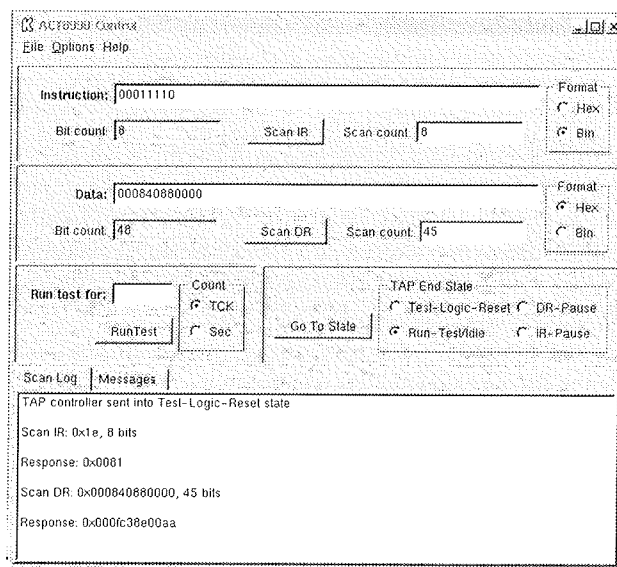 ACT8990 Control
File Options Help
Instruction: 00011110
Format
Hex
Bin
Bit count: 8 Scan IR Scan count: 8
Data: 000840880000
Format
Hex
Bin
Bit count: 48 Scan DR Scan count: 45
Run test for:
Count
TCK
Sec
RunTest
Go To State
TAP End State
Test-Logic-Reset DR-Pause
Run-Test/Idle IR-Pause
Scan Log Messages
TAP controller sent into Test-Logic-Reset state
Scan IR: 0x1e, 8 bits
Response: 0x0081
Scan DR: 0x000840880000, 45 bits
Response: 0x000fc38e00aa